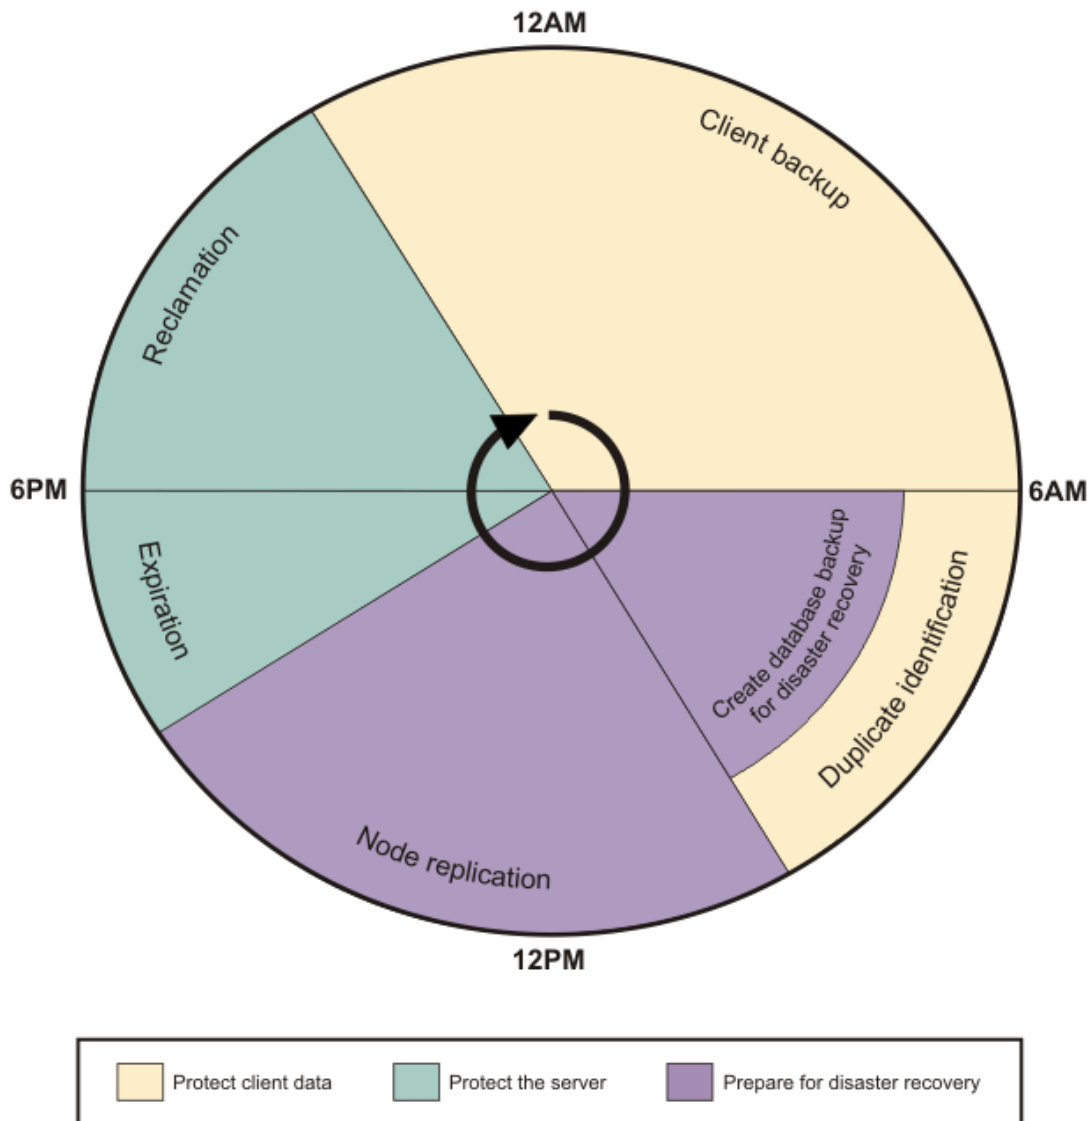 12AM
Client backup
Reclamation
6PM
6AM
Expiration
Create database backup
for disaster recovery
Duplicate identification
Node replication
12PM
Protect client data
Protect the server
Prepare for disaster recovery